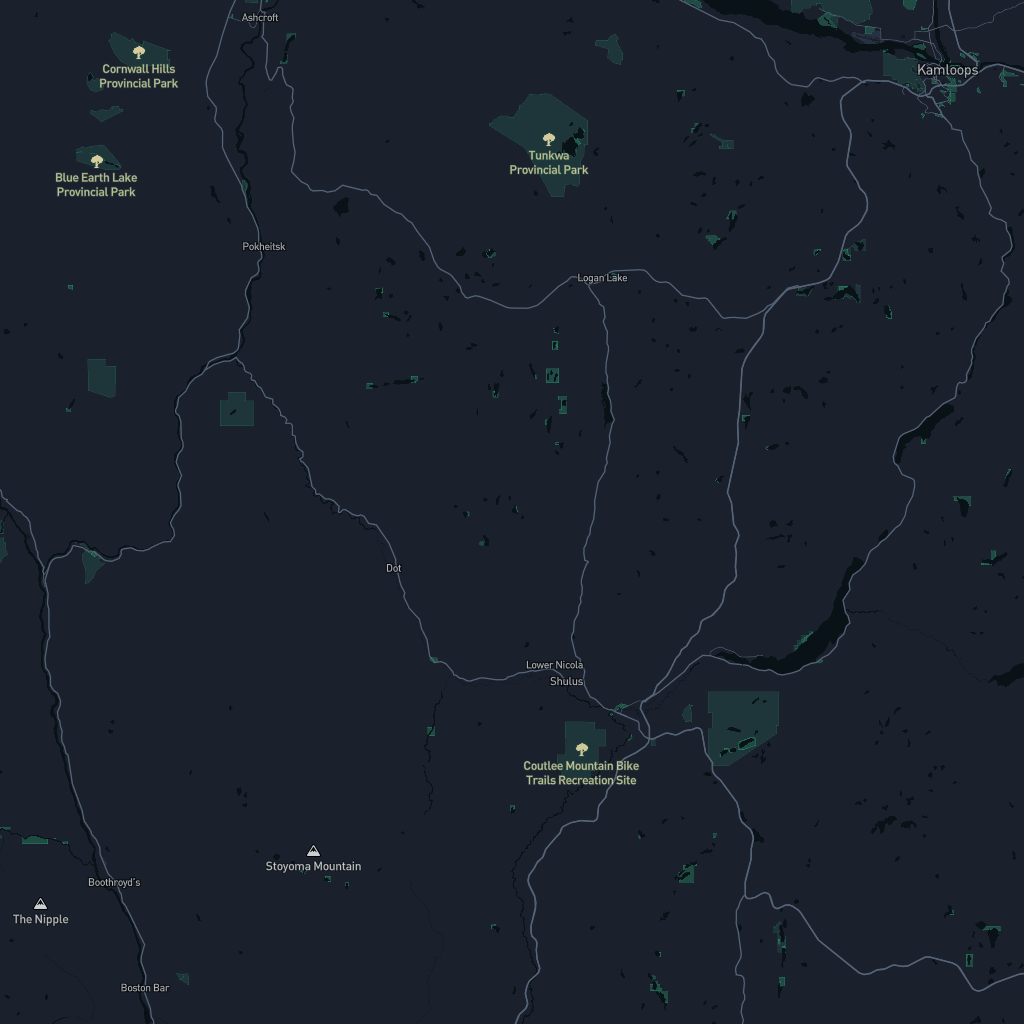 Ashcroft
Cornwall Hills
Provincial Park
Kamloops
Tunkwa
Provincial Park
Blue Earth Lake
Provincial Park
Pokheitsk
Logan Lake
Dot
Lower Nicola
Shulus
Coutlee Mountain Bike
Trails Recreation Site
Stoyoma Mountain
Boothroyd's
The Nipple
Boston Bar